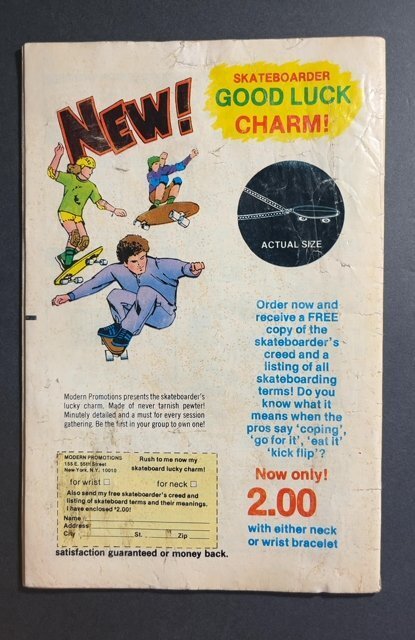 NEW!
SKATEBOARDER
GOOD LUCK
CHARM!
ACTUAL SIZE
Order now and
receive a FREE
copy of the
skateboarder's
creed and a
listing of all
skateboarding
terms! Do you
know what it
means when the
pros say 'coping',
'go for it', 'eat it'
'kick flip'?
Now only!
2.00
with either neck
or wrist bracelet
Modern Promotions presents the skateboarder's
lucky charm. Made of never tarnish pewter!
Minutely detailed and a must for every session
gathering. Be the first in your group to own one!
MODERN PROMOTIONS
155 E. 55th Street
New York, N.Y. 10010
Rush to me now my
skateboard lucky charm!
for wrist
for neck
Also send my free skateboarder's creed and
listing of skateboard terms and their meanings.
I have enclosed $2.00!
Name
Address
City St. Zip
satisfaction guaranteed or money back.